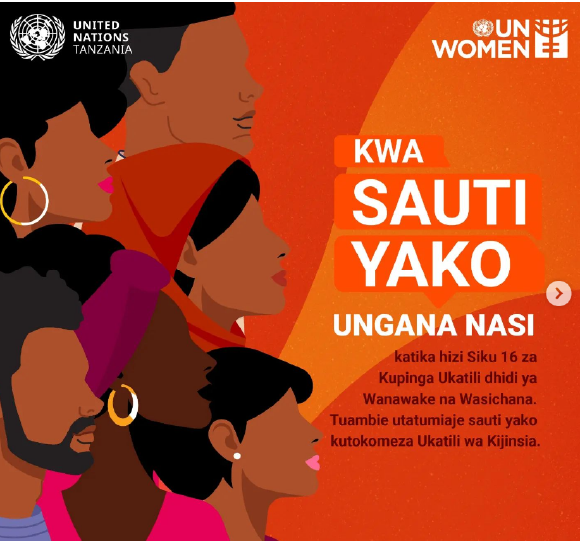 UNITED
NATIONS
TANZANIA
UN
WOMEN
KWA
SAUTI
YAKO
UNGANA NASI
katika hizi Siku 16 za
Kupinga Ukatili dhidi ya
Wanawake na Wasichana.
Tuambie utatumiaje sauti yako
kutokomeza Ukatili wa Kijinsia.